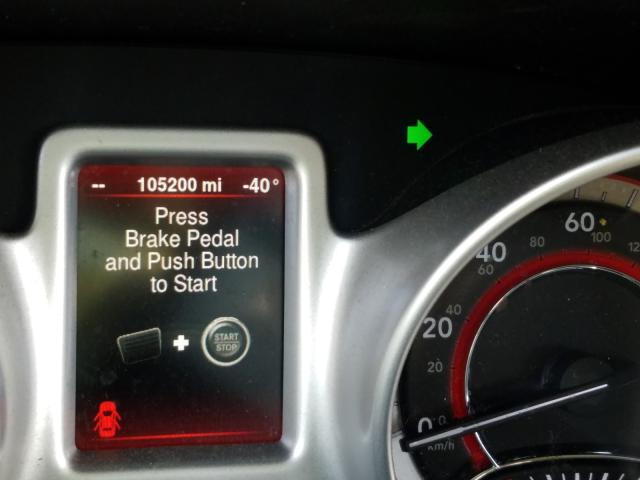 -- 105200 mi -40°
Press
Brake Pedal
and Push Button
to Start
START
STOP
60
100
40
80
60
20
40
20
0
0
km/h